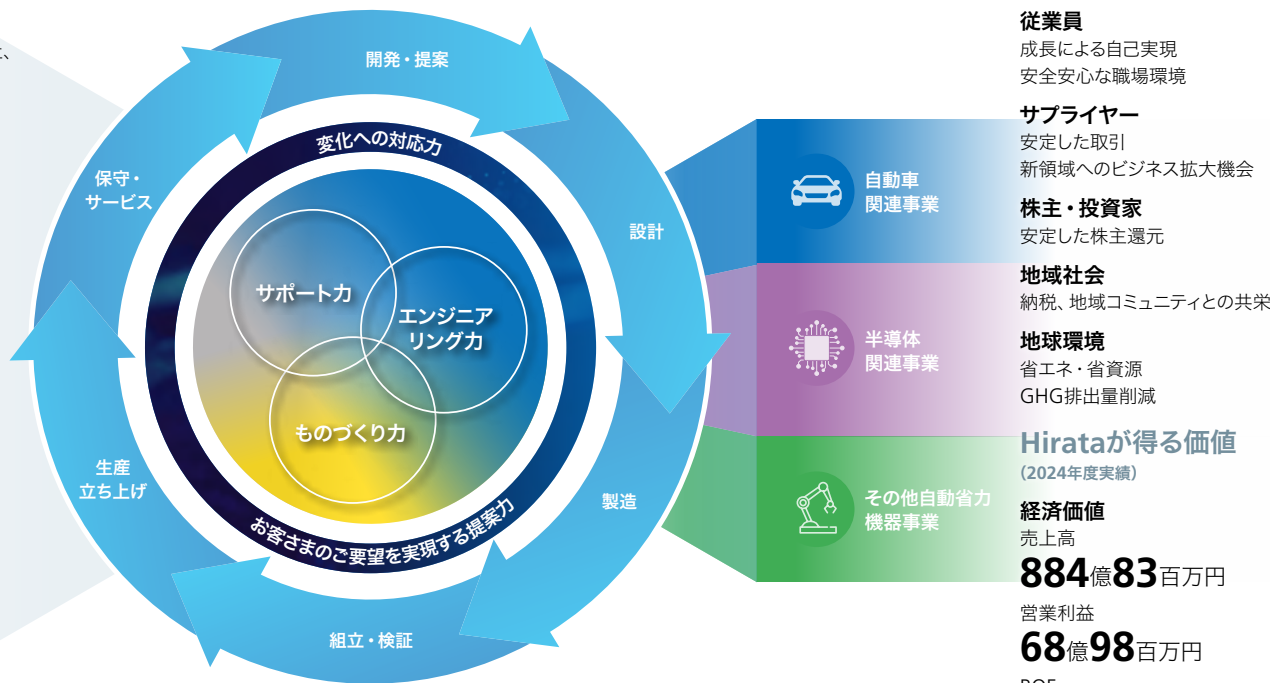 開発・提案
設計
製造
組立・検証
生産
立ち上げ
保守・
サービス
変化への対応力
お客さまのご要望を実現する提案力
サポート力
エンジニア
リング力
ものづくり力
自動車
関連事業
半導体
関連事業
その他自動省力
機器事業
従業員
成長による自己実現
安全安心な職場環境
サプライヤー
安定した取引
新領域へのビジネス拡大機会
株主・投資家
安定した株主還元
地域社会
納税、地域コミュニティとの共栄
地球環境
省エネ・省資源
GHG排出量削減
Hirataが得る価値
(2024年度実績)
経済価値
売上高
884億83百万円
営業利益
68億98百万円